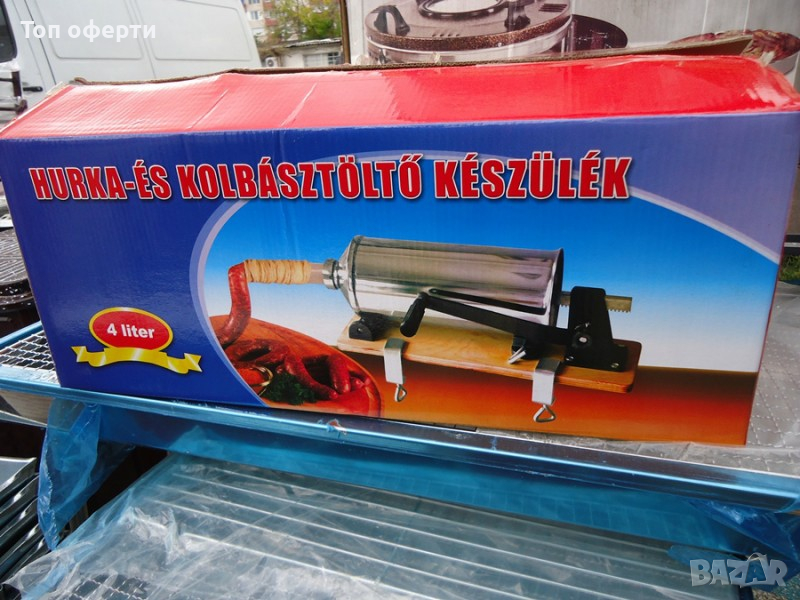 Топ оферти
HURKA-ÉS KOLBÁSZTÖLTŐ KÉSZÜLÉK
4 liter
BAZAR